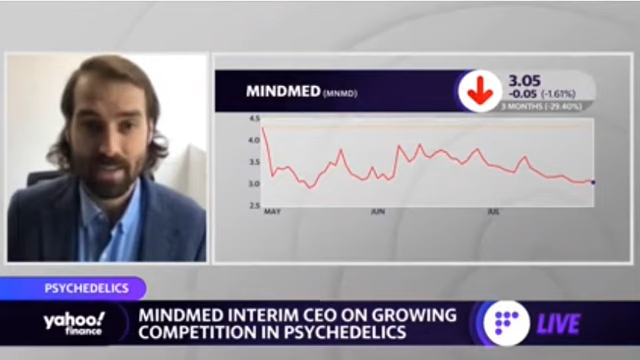 MINDMED (MNMD)
3.05
-0.05 (-1.61%)
3 MONTHS (-29.40%)
4.5
4.0
3.5
3.0
2.5
MAY JUN JUL
PSYCHEDELICS
yahoo!
finance
MINDMED INTERIM CEO ON GROWING
COMPETITION IN PSYCHEDELICS
LIVE